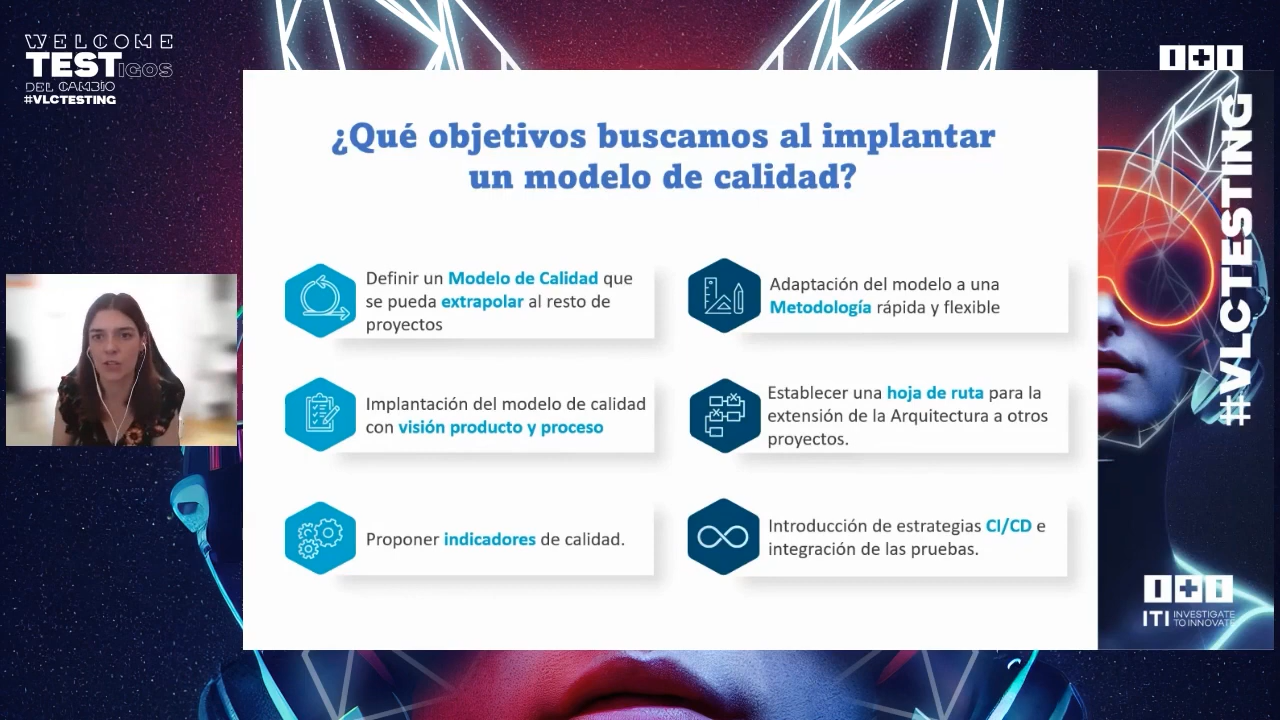 WELCOME
TESTIGOS
DEL CAMBIO
#VLCTESTING
¿Qué objetivos buscamos al implantar
un modelo de calidad?
Definir un Modelo de Calidad que
se pueda extrapolar al resto de
proyectos
Adaptación del modelo a una
Metodología rápida y flexible
Implantación del modelo de calidad
con visión producto y proceso
Establecer una hoja de ruta para la
extensión de la Arquitectura a otros
proyectos.
Proponer indicadores de calidad.
Introducción de estrategias CI/CD e
integración de las pruebas.
I+I
#VLCTESTING
I+I
ITI INVESTIGATE
TO INNOVATE